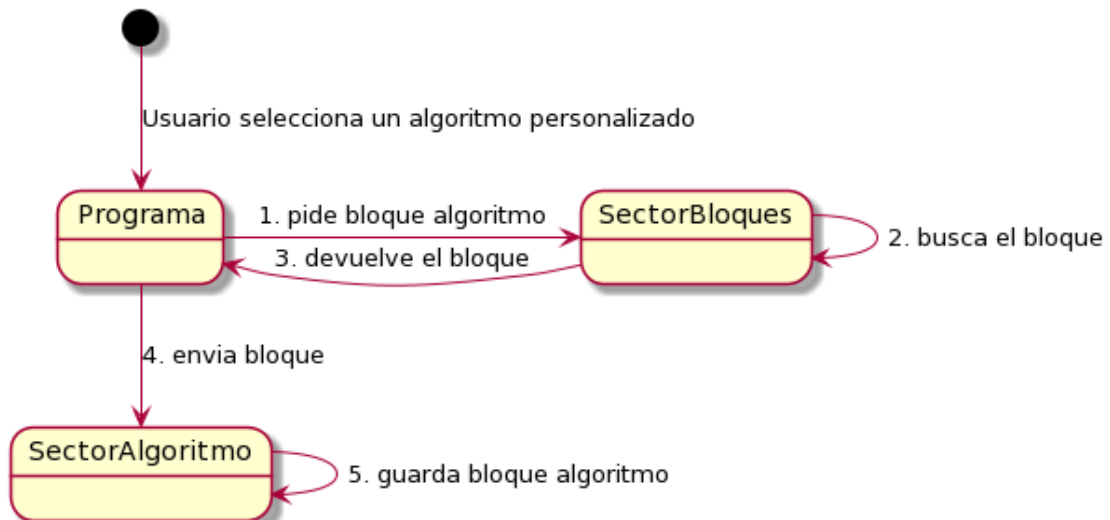 Usuario selecciona un algoritmo personalizado
Programa
1. pide bloque algoritmo
SectorBloques
2. busca el bloque
3. devuelve el bloque
4. envia bloque
SectorAlgoritmo
5. guarda bloque algoritmo